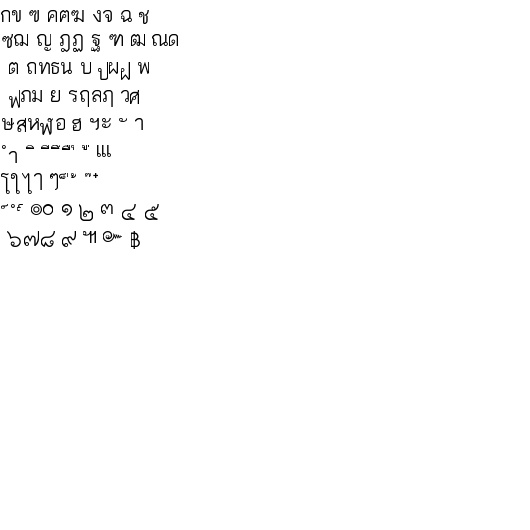 กข ฃ คฅฆ งจ ฉ ช
ซฌ ญ ฎฏ ฐ ฑ ฒ ณด
ต ถทธน บ ปผฝ พ
ฟภม ย รฤลฦ วศ
ษสหฬอ ฮ ฯะ ั า
ำ ิ ีึื ุ ู เแ
โใไๅ ๆ็ ่ ้ ๊ ๋
์ ํ ๎ ๏๐ ๑ ๒ ๓ ๔ ๕
๖๗๘ ๙ ๚ ๛ ฿